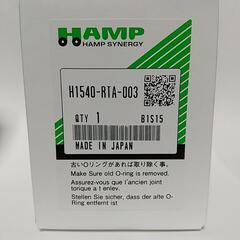 HAMP
HAMP SYNERGY
H1540-RTA-003
QTY 1 B1S15
MADE IN JAPAN
古いOリングがあれば取り除く事。
Make Sure old O-ring is removed.
Assurez-vous que l'ancien joint
torique a t enlev.
Stellen Sie sicher, dass der alte O-
Ring entfernt ist